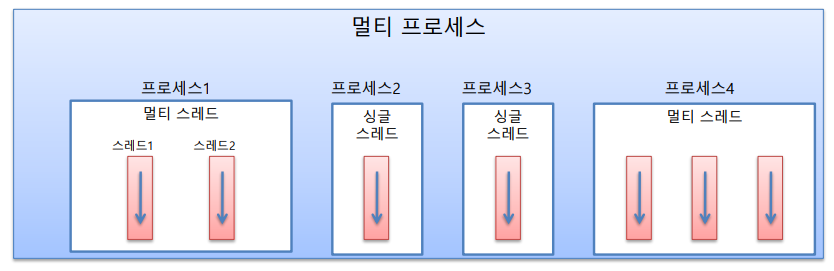 멀티 프로세스
프로세스1
프로세스2
프로세스3
프로세스4
멀티 스레드
싱글
스레드
싱글
스레드
멀티 스레드
스레드1
스레드2